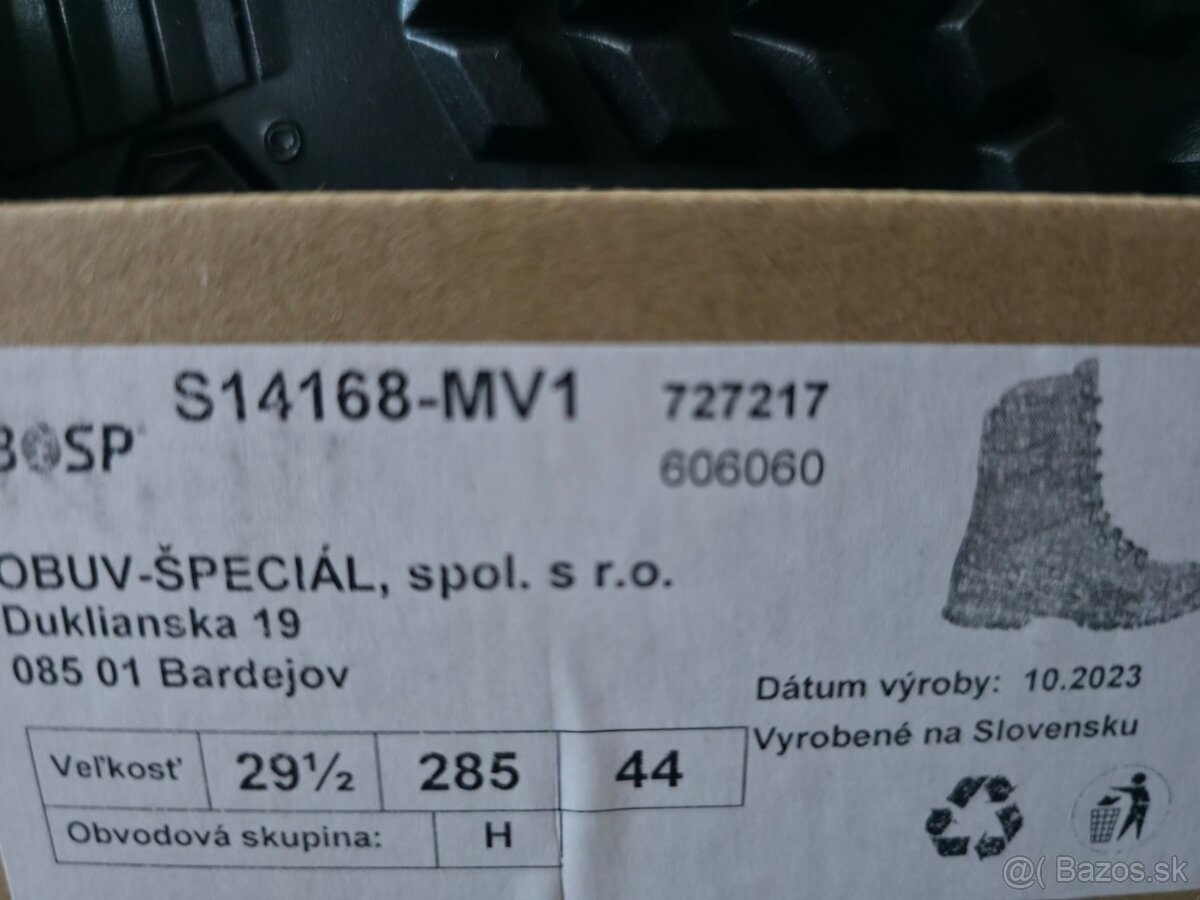 S14168-MV1 727217
BOSP
606060
OBUV-ŠPECIÁL, spol. s r.o.
Duklianska 19
085 01 Bardejov
Dátum výroby: 10.2023
Vyrobené na Slovensku
Veľkosť 29½ 285 44
Obvodová skupina: H
@( Bazos.sk